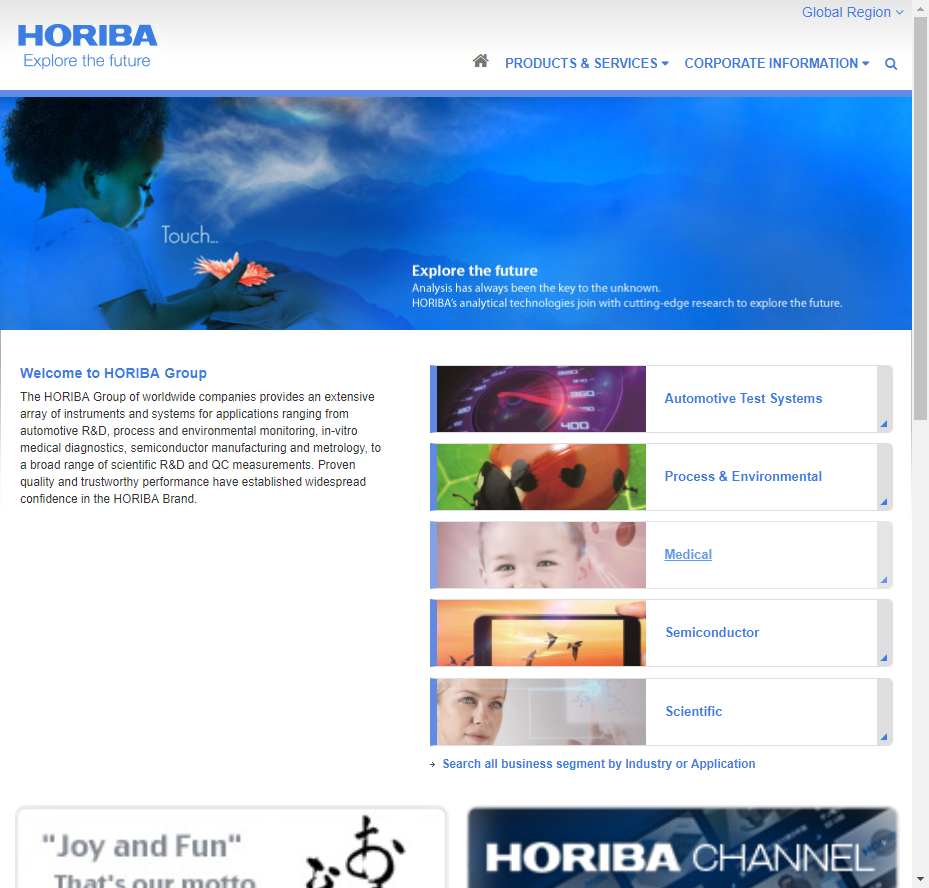 Global Region
HORIBA
Explore the future
PRODUCTS & SERVICES
CORPORATE INFORMATION
Touch...
Explore the future
Analysis has always been the key to the unknown.
HORIBA's analytical technologies join with cutting-edge research to explore the future.
Welcome to HORIBA Group
The HORIBA Group of worldwide companies provides an extensive
array of instruments and systems for applications ranging from
automotive R&D, process and environmental monitoring, in-vitro
medical diagnostics, semiconductor manufacturing and metrology, to
a broad range of scientific R&D and QC measurements. Proven
quality and trustworthy performance have established widespread
confidence in the HORIBA Brand.
360
400
Automotive Test Systems
Process & Environmental
Medical
Semiconductor
Scientific
Search all business segment by Industry or Application
"Joy and Fun"
That's our motto
お
HORIBA CHANNEL